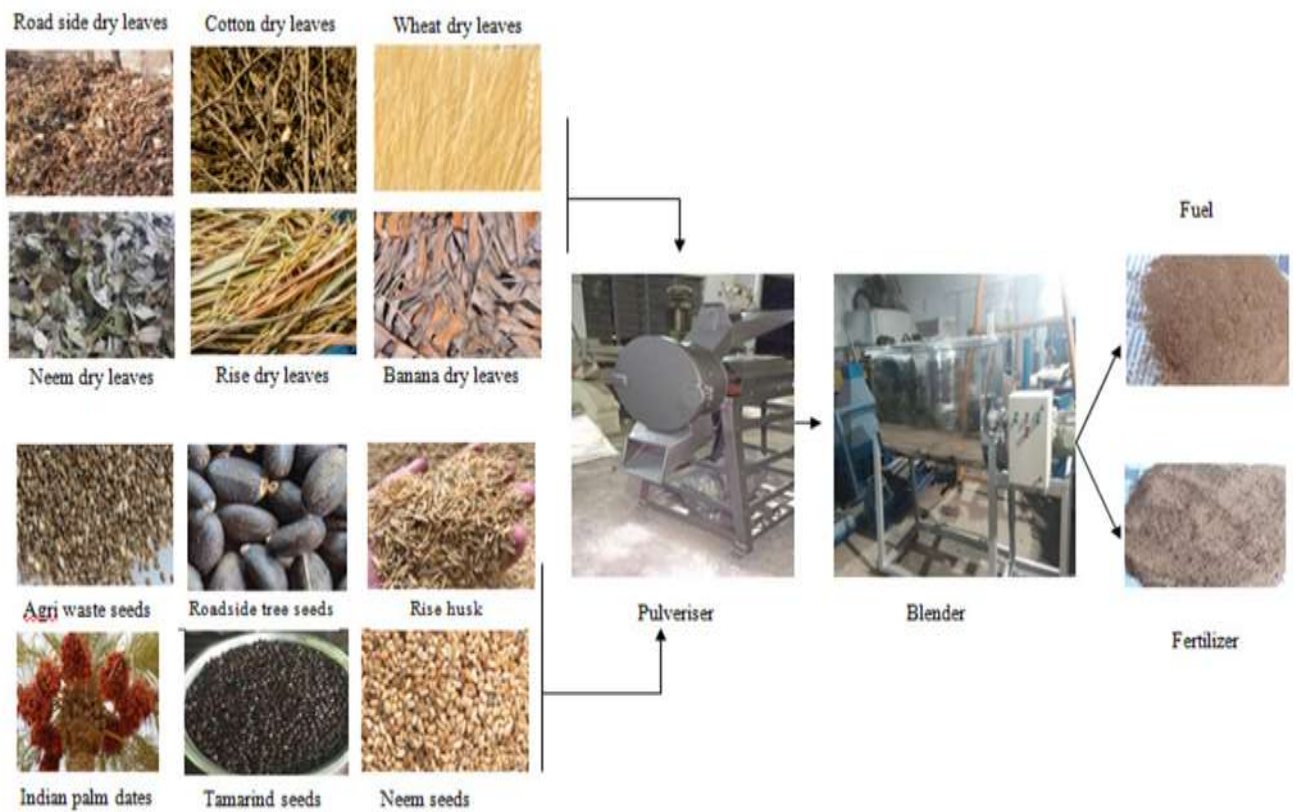 Road side dry leaves
Cotton dry leaves
Wheat dry leaves
Neem dry leaves
Rise dry leaves
Banana dry leaves
Agri waste seeds
Roadside tree seeds
Rise husk
Indian palm dates
Tamarind seeds
Neem seeds
Pulveriser
Blender
Fuel
Fertilizer